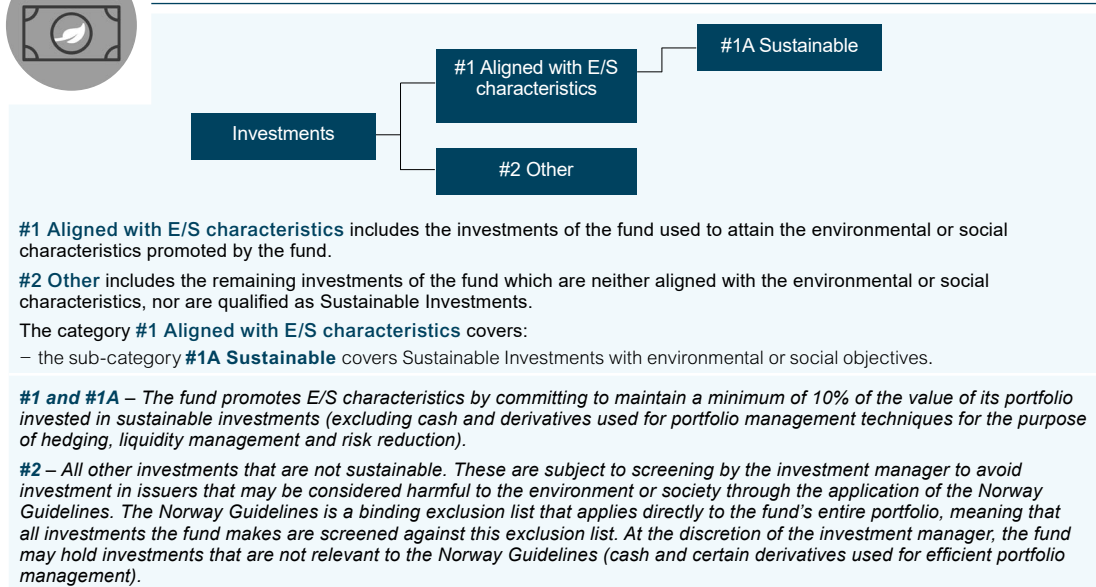 #1A Sustainable
#1 Aligned with E/S
characteristics
Investments
#2 Other
#1 Aligned with E/S characteristics includes the investments of the fund used to attain the environmental or social
characteristics promoted by the fund.
#2 Other includes the remaining investments of the fund which are neither aligned with the environmental or social
characteristics, nor are qualified as Sustainable Investments.
The category #1 Aligned with E/S characteristics covers:
– the sub-category #1A Sustainable covers Sustainable Investments with environmental or social objectives.
#1 and #1A – The fund promotes E/S characteristics by committing to maintain a minimum of 10% of the value of its portfolio
invested in sustainable investments (excluding cash and derivatives used for portfolio management techniques for the purpose
of hedging, liquidity management and risk reduction).
#2 – All other investments that are not sustainable. These are subject to screening by the investment manager to avoid
investment in issuers that may be considered harmful to the environment or society through the application of the Norway
Guidelines. The Norway Guidelines is a binding exclusion list that applies directly to the fund's entire portfolio, meaning that
all investments the fund makes are screened against this exclusion list. At the discretion of the investment manager, the fund
may hold investments that are not relevant to the Norway Guidelines (cash and certain derivatives used for efficient portfolio
management).